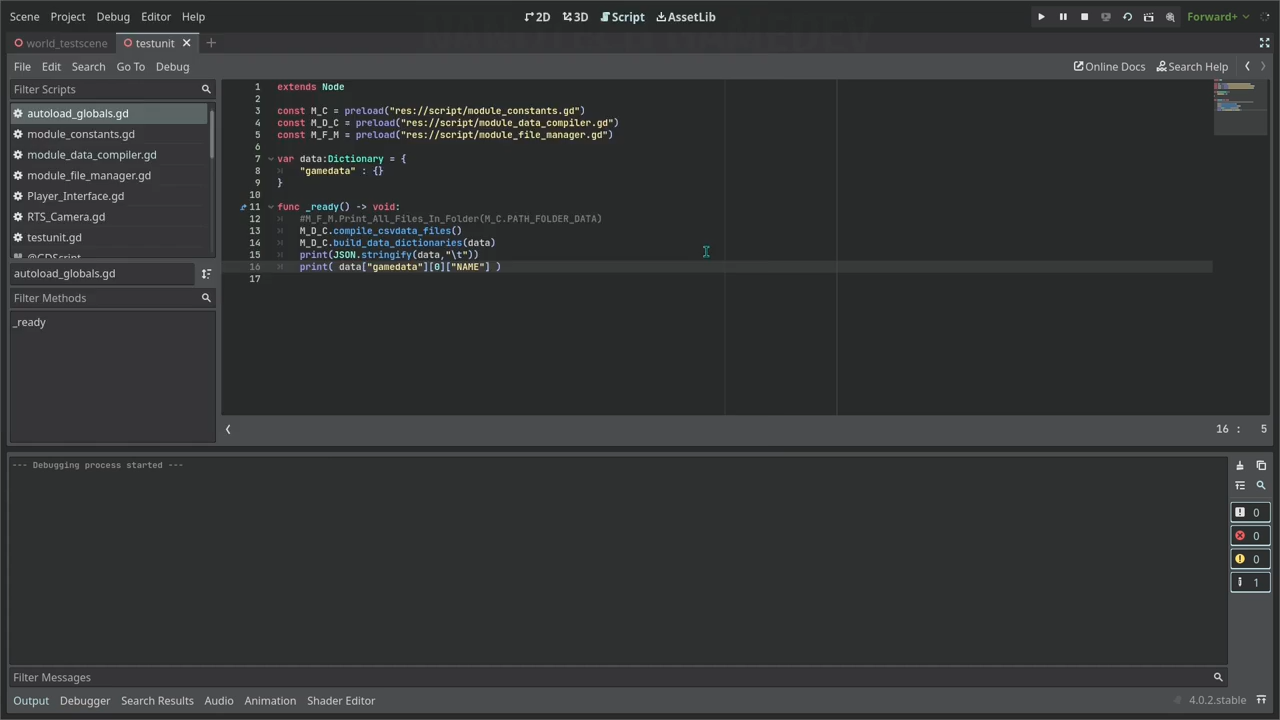 Scene Project Debug Editor Help
2D 3D Script AssetLib
Forward+
world_testscene testunit
File Edit Search Go To Debug
Online Docs Search Help
Filter Scripts
autoload_globals.gd
module_constants.gd
module_data_compiler.gd
module_file_manager.gd
Player_Interface.gd
RTS_Camera.gd
testunit.gd
@GDScript
autoload_globals.gd
Filter Methods
_ready
1 extends Node
2
3 const M_C = preload("res://script/module_constants.gd")
4 const M_D_C = preload("res://script/module_data_compiler.gd")
5 const M_F_M = preload("res://script/module_file_manager.gd")
6
7 var data:Dictionary = {
8 "gamedata" : {}
9 }
10
11 func _ready() -> void:
12 #M_F_M.Print_All_Files_In_Folder(M_C.PATH_FOLDER_DATA)
13 M_D_C.compile_csvdata_files()
14 M_D_C.build_data_dictionaries(data)
15 print(JSON.stringify(data,"\t"))
16 print( data["gamedata"][0]["NAME"] )
17
16 : 5
--- Debugging process started ---
0
0
0
1
Filter Messages
Output Debugger Search Results Audio Animation Shader Editor
4.0.2.stable